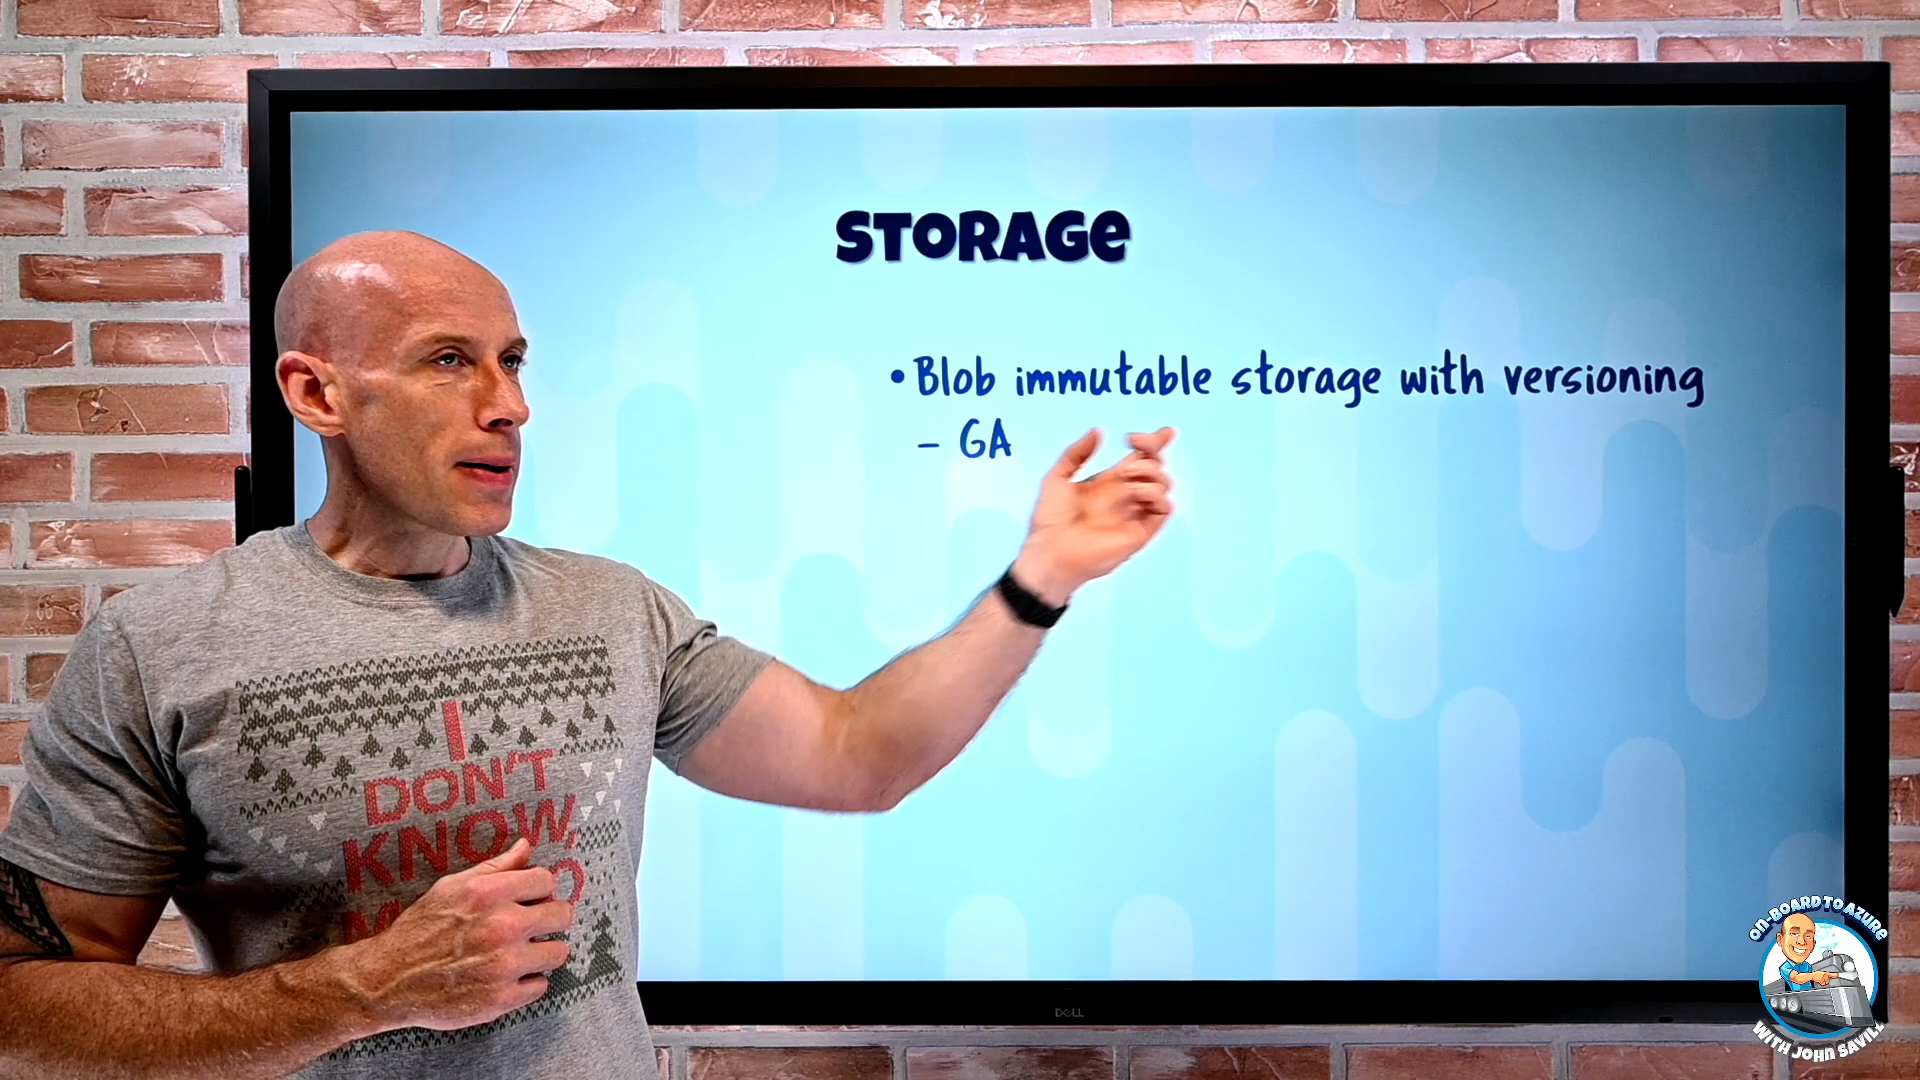 STORAGe
• Blob immutable storage with versioning
– GA
I
DON'T
KNOW,
DELL
ON-BOARD TO AZURe
WITH JOHN SAVILL